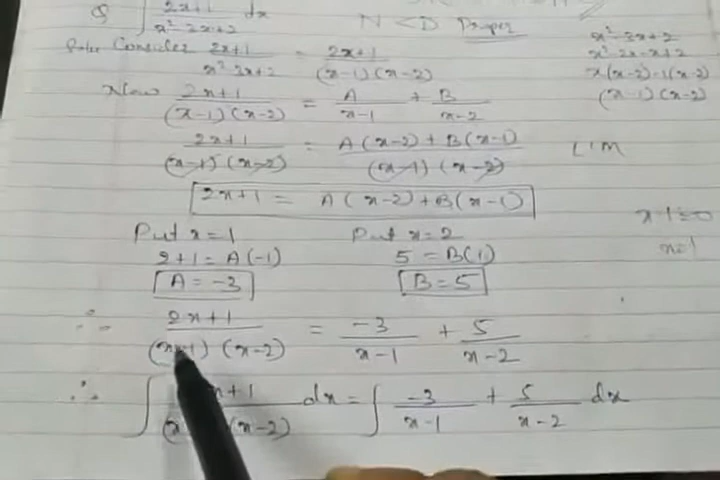 Q ∫ 2x+1 / x²-3x+2 dx
N < D Proper
Consider 2x+1 / x²-3x+2 = 2x+1 / (x-1)(x-2)
x²-3x+2
x²-2x-x+2
x(x-2)-1(x-2)
(x-1)(x-2)
Now 2x+1 / (x-1)(x-2) = A / x-1 + B / x-2
2x+1 / (x-1)(x-2) = A(x-2)+B(x-1) / (x-1)(x-2)
LCM
2x+1 = A(x-2)+B(x-1)
x-1=0
x=1
Put x=1
2+1 = A(-1)
A = -3
Put x=2
5 = B(1)
B=5
∴ 2x+1 / (x-1)(x-2) = -3 / x-1 + 5 / x-2
∴ ∫ x+1 / (x (x-2) dx = ∫ -3 / x-1 + 5 / x-2 dx